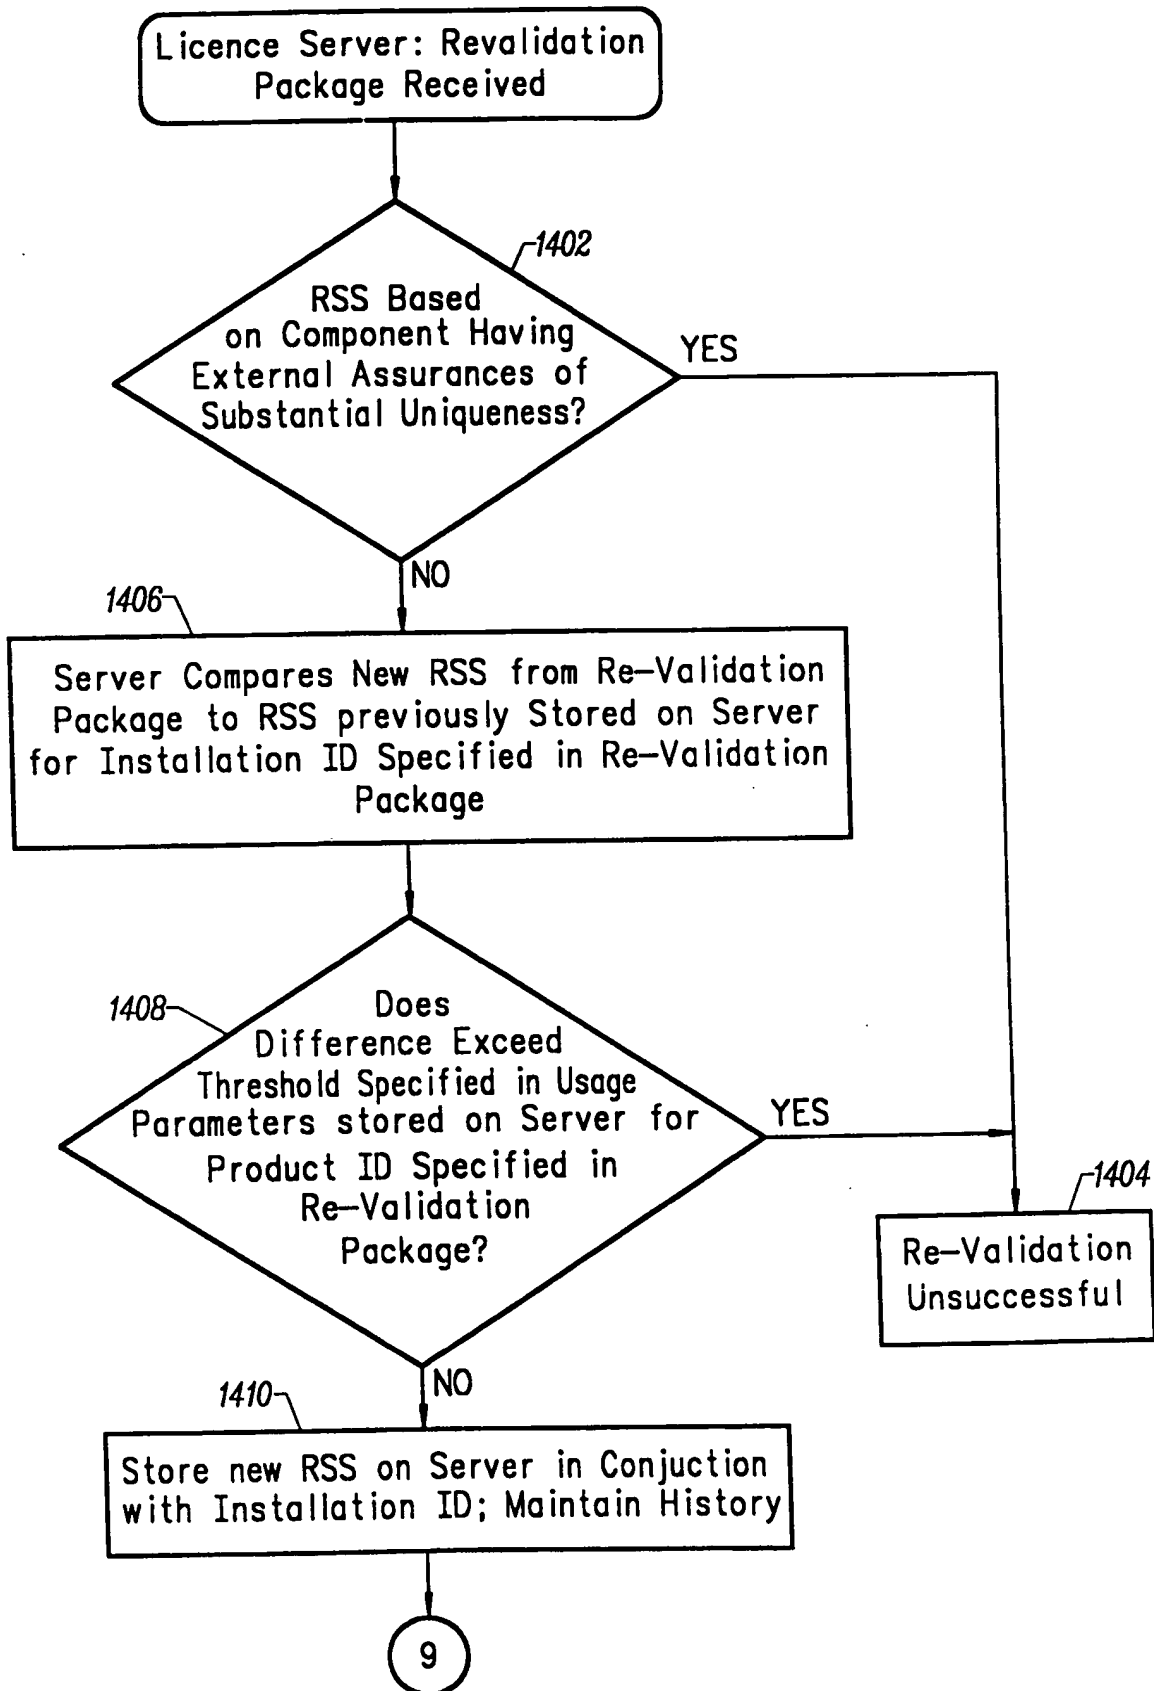 Licence Server: Revalidation
Package Received
1402
RSS Based
on Component Having
External Assurances of
Substantial Uniqueness?
YES
NO
1406
Server Compares New RSS from Re-Validation
Package to RSS previously Stored on Server
for Installation ID Specified in Re-Validation
Package
1408
Does
Difference Exceed
Threshold Specified in Usage
Parameters stored on Server for
Product ID Specified in
Re-Validation
Package?
YES
1404
Re-Validation
Unsuccessful
NO
1410
Store new RSS on Server in Conjuction
with Installation ID; Maintain History
9